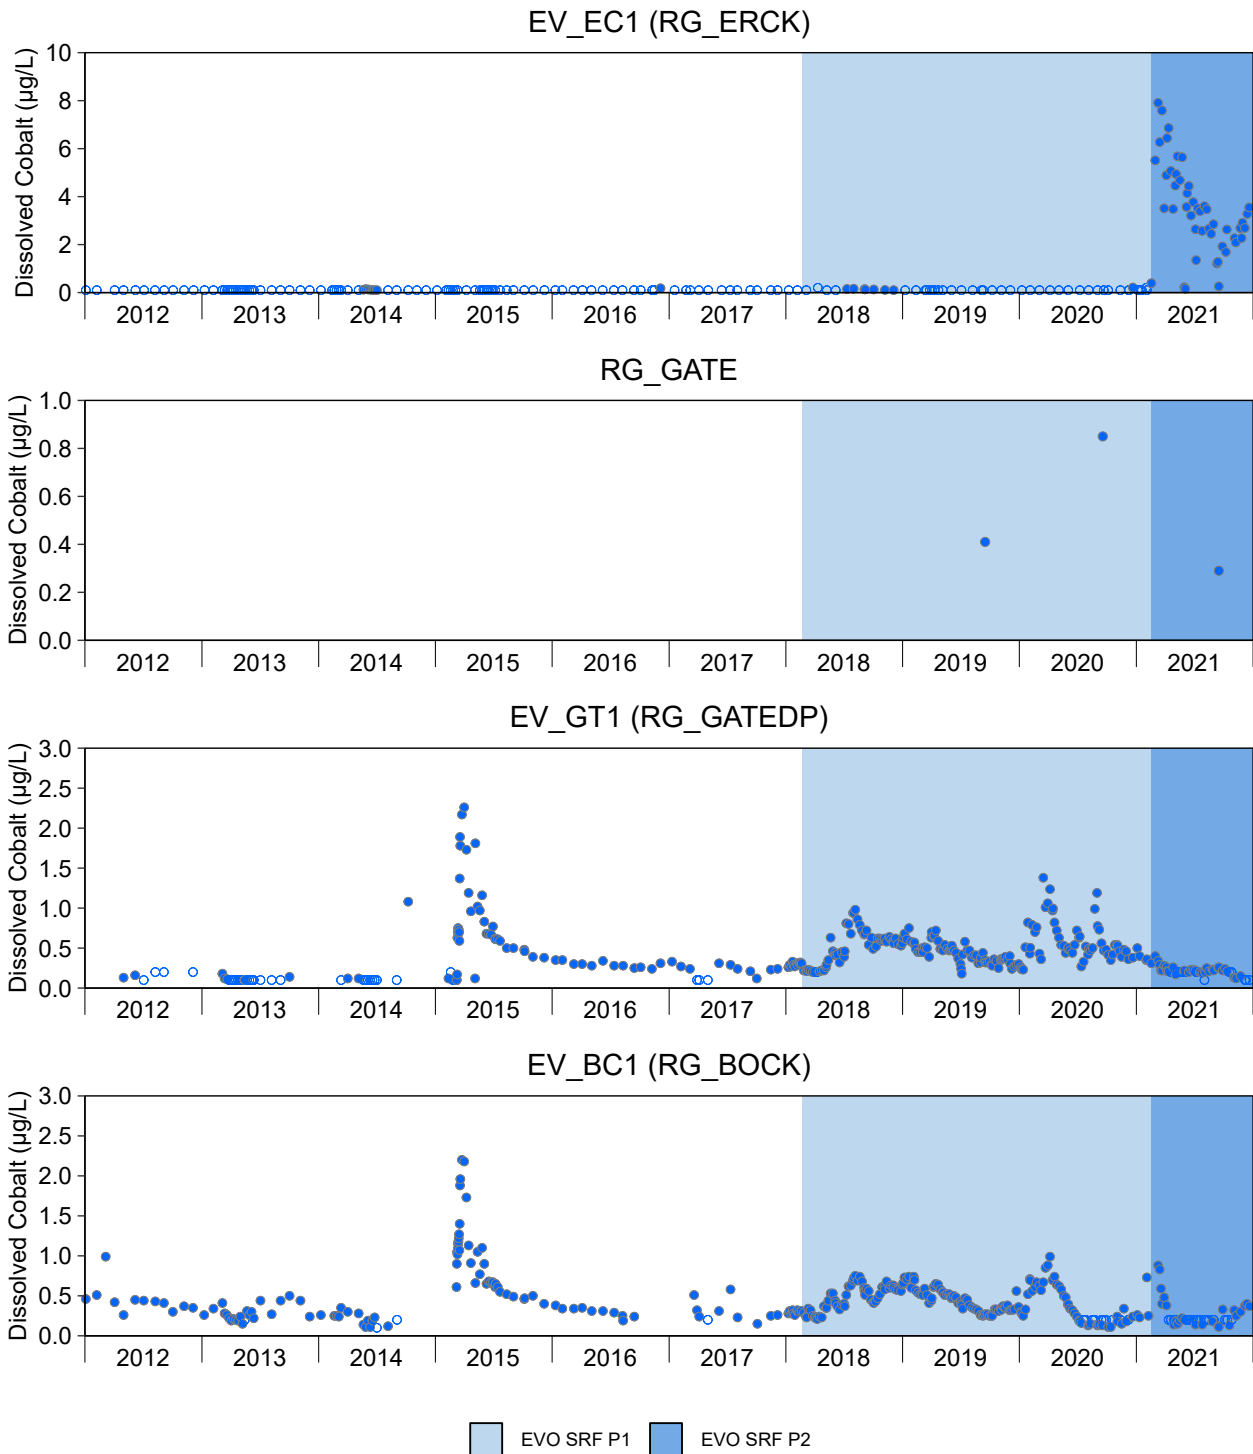 EV_EC1 (RG_ERCK)
Dissolved Cobalt (µg/L)
10
8
6
4
2
0
2012 2013 2014 2015 2016 2017 2018 2019 2020 2021
RG_GATE
Dissolved Cobalt (µg/L)
1.0
0.8
0.6
0.4
0.2
0.0
2012 2013 2014 2015 2016 2017 2018 2019 2020 2021
EV_GT1 (RG_GATEDP)
Dissolved Cobalt (µg/L)
3.0
2.5
2.0
1.5
1.0
0.5
0.0
2012 2013 2014 2015 2016 2017 2018 2019 2020 2021
EV_BC1 (RG_BOCK)
Dissolved Cobalt (µg/L)
3.0
2.5
2.0
1.5
1.0
0.5
0.0
2012 2013 2014 2015 2016 2017 2018 2019 2020 2021
EVO SRF P1 EVO SRF P2